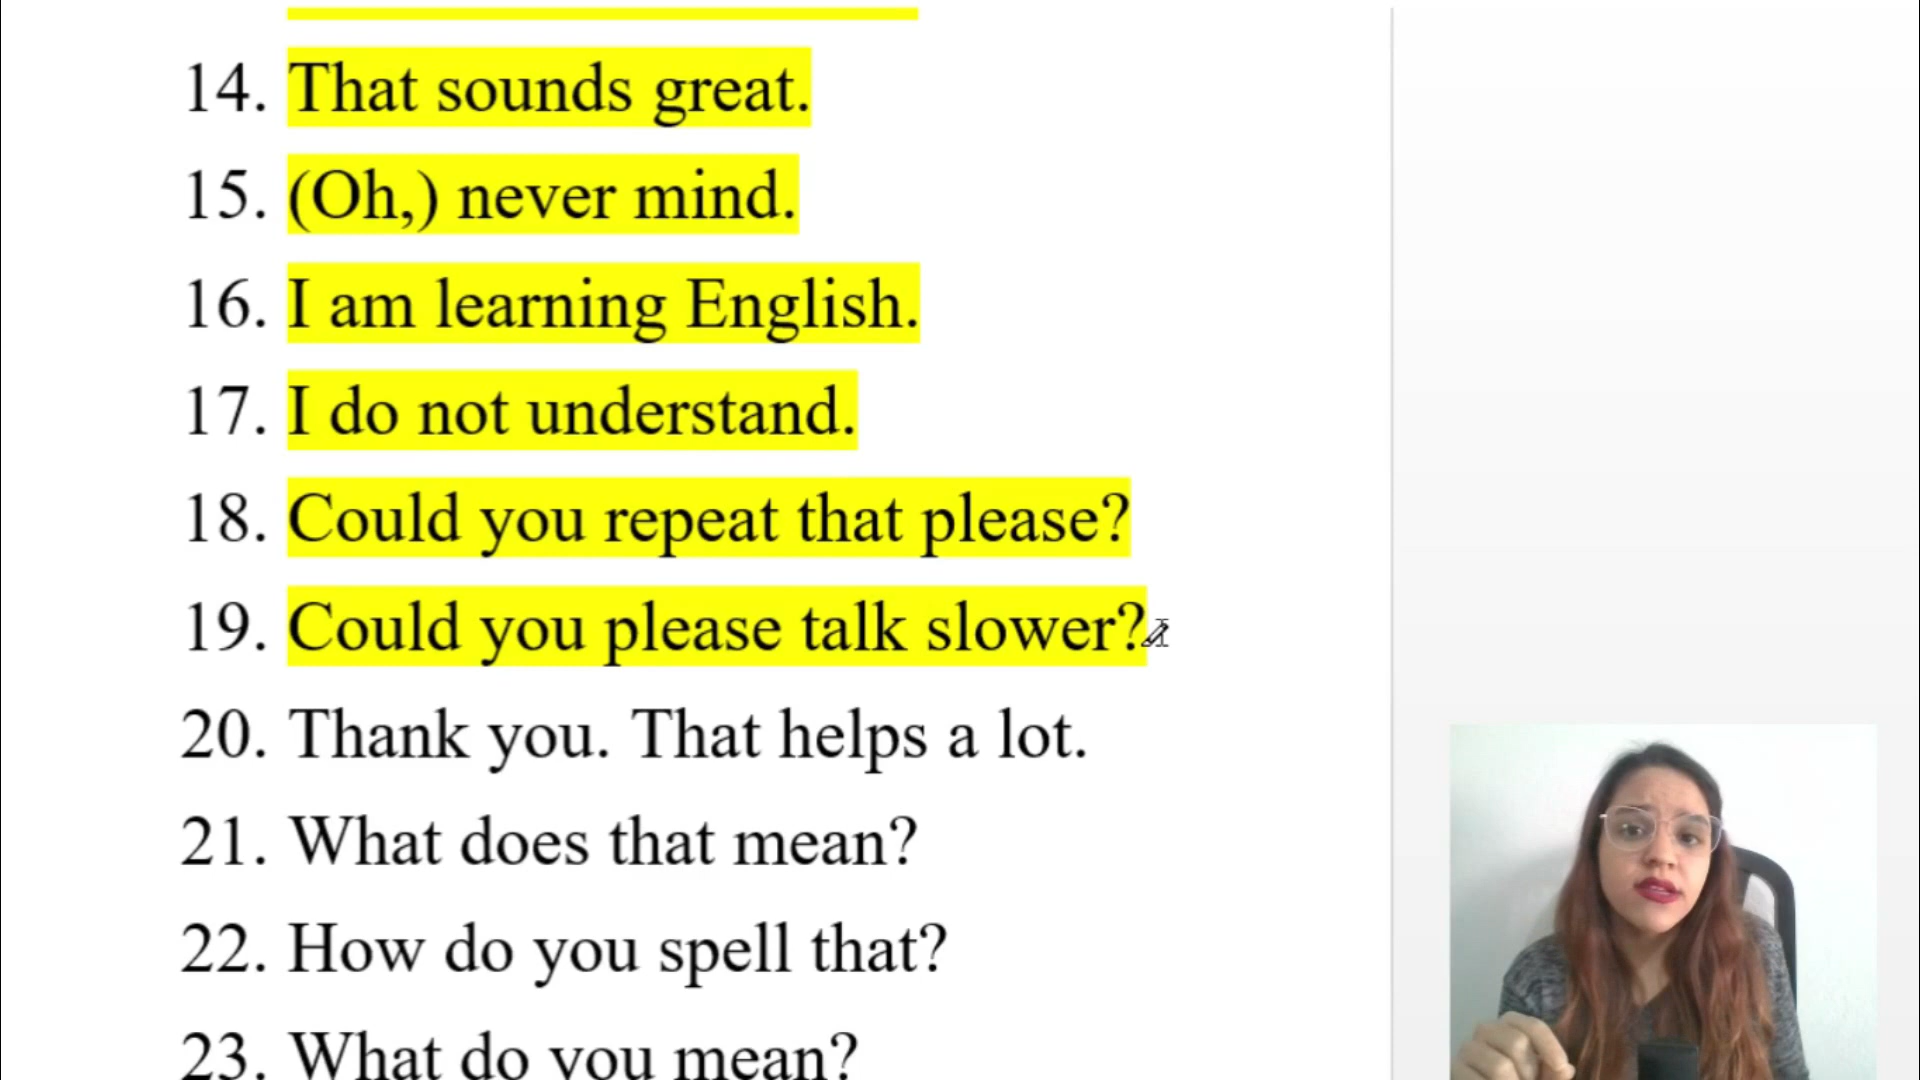 14. That sounds great.
15. (Oh,) never mind.
16. I am learning English.
17. I do not understand.
18. Could you repeat that please?
19. Could you please talk slower?
20. Thank you. That helps a lot.
21. What does that mean?
22. How do you spell that?
23. What do you mean?